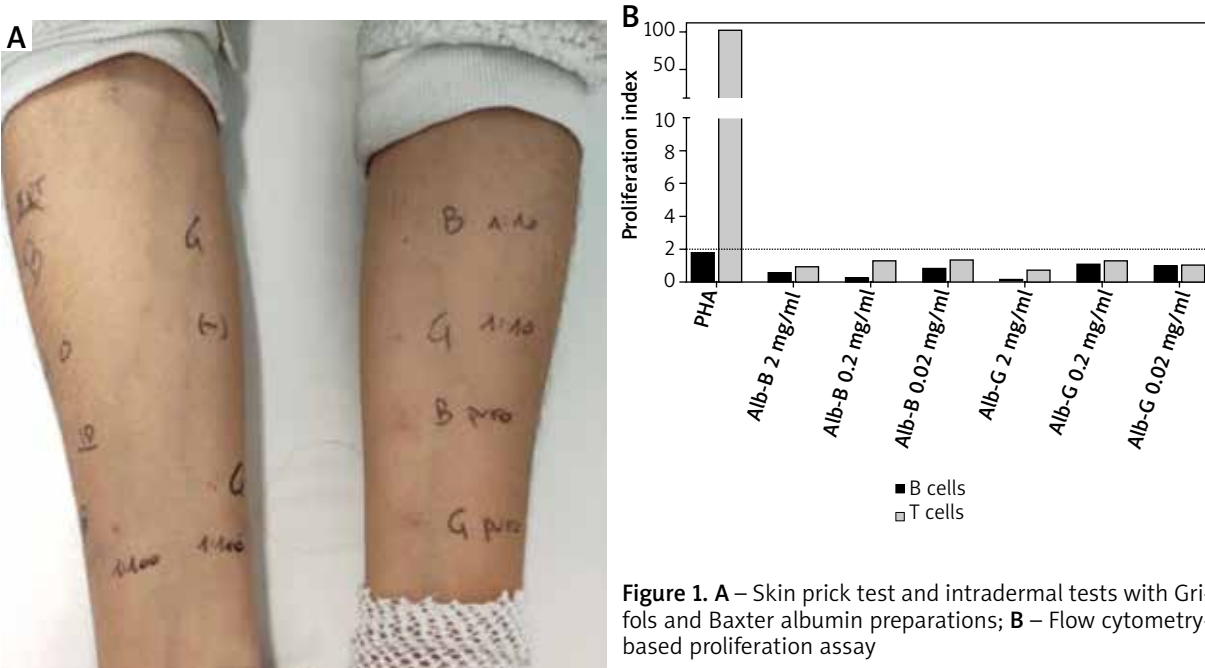 A
G
(-)
G
1:100
1:100
B 1:10
G 1:10
B puro
G puro
B
Proliferation index
100
50
10
8
6
4
2
0
PHA
Alb-B 2 mg/ml
Alb-B 0.2 mg/ml
Alb-B 0.02 mg/ml
Alb-G 2 mg/ml
Alb-G 0.2 mg/ml
Alb-G 0.02 mg/ml
B cells
T cells
Figure 1. A – Skin prick test and intradermal tests with Gri-
fols and Baxter albumin preparations; B – Flow cytometry-
based proliferation assay